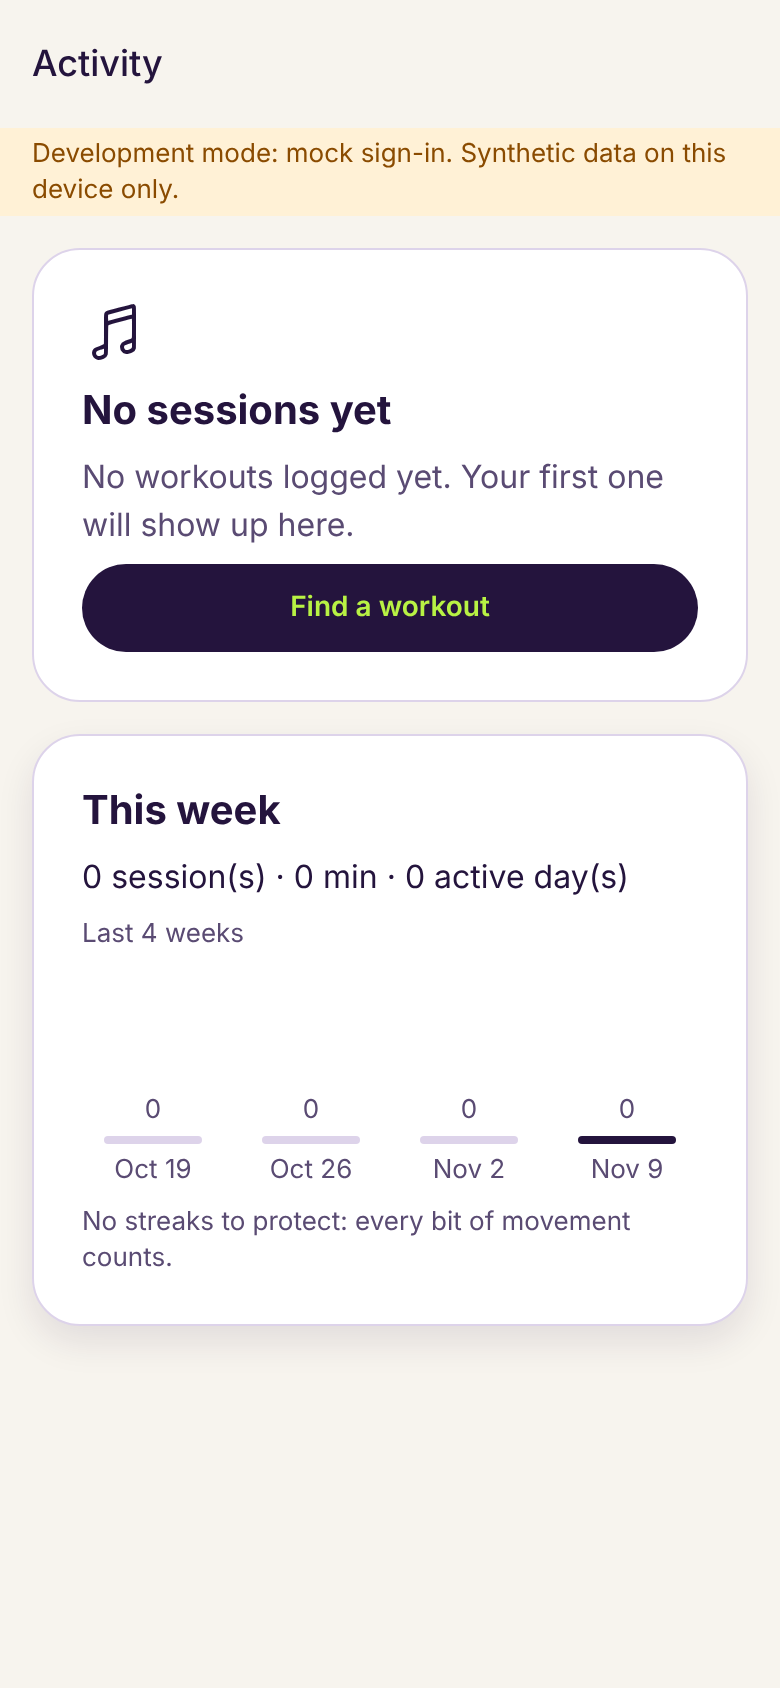 Activity
Development mode: mock sign-in. Synthetic data on this
device only.
No sessions yet
No workouts logged yet. Your first one
will show up here.
Find a workout
This week
0 session(s) · 0 min · 0 active day(s)
Last 4 weeks
0 0 0 0
Oct 19 Oct 26 Nov 2 Nov 9
No streaks to protect: every bit of movement
counts.